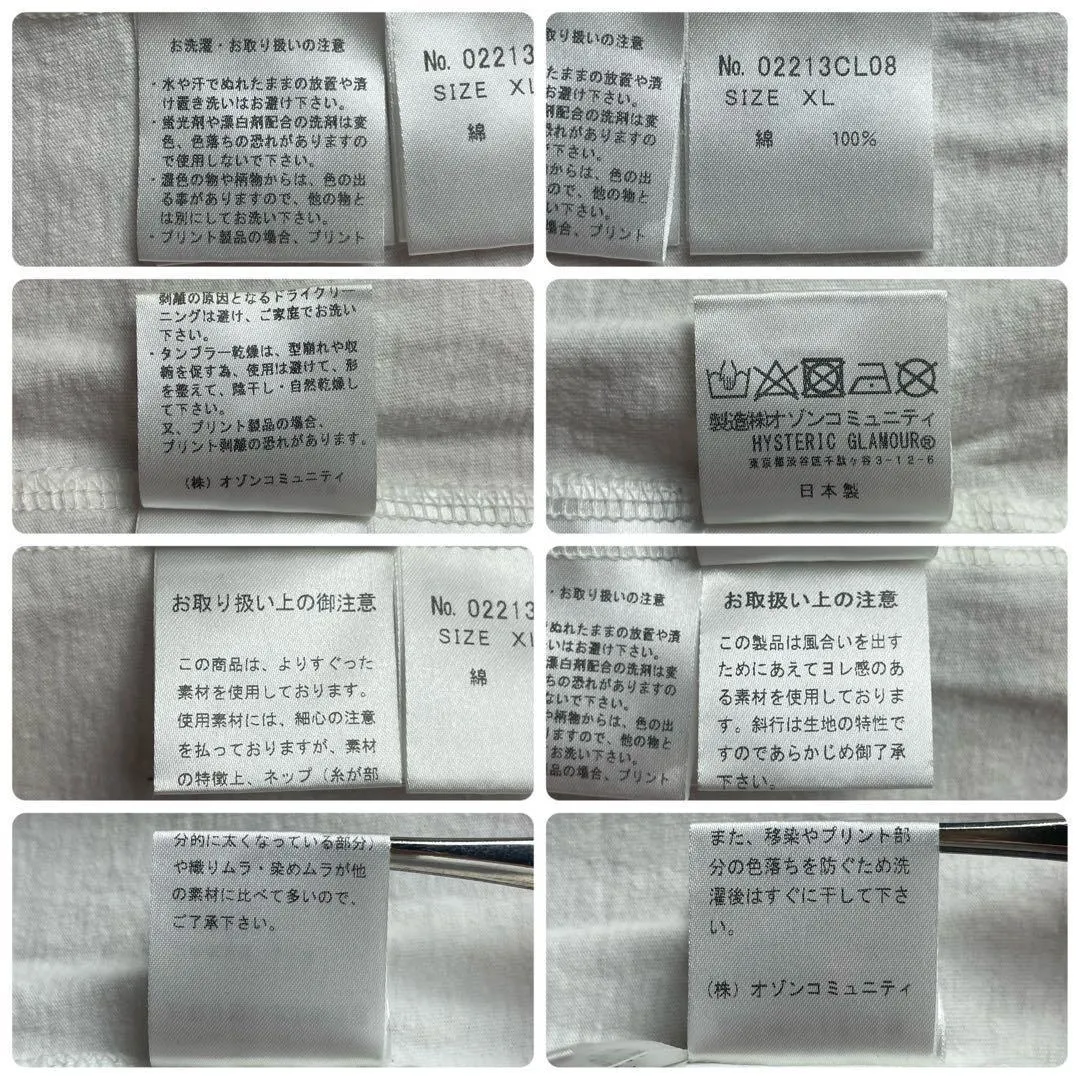 お洗濯・お取り扱いの注意
・水や汗でぬれたままの放置や漬
け置き洗いはお避け下さい。
・蛍光剤や漂白剤配合の洗剤は変
色、色落ちの恐れがありますの
で使用しないで下さい。
・濃色の物や柄物からは、色の出
る事がありますので、他の物と
は別にしてお洗い下さい。
・プリント製品の場合、プリント
No. 02213
SIZE XL
綿
取り扱いの注意
たままの放置や漬
はお避け下さい。
剤配合の洗剤は変
恐れがありますの
いで下さい。
からは、色の出
ので、他の物と
い下さい。
合、プリント
No. 02213CL08
SIZE XL
綿 100%
剥離の原因となるドライクリー
ニングは避け、ご家庭でお洗い
下さい。
・タンブラー乾燥は、型崩れや収
縮を促す為、使用は避けて、形
を整えて、陰干し・自然乾燥し
て下さい。
又、プリント製品の場合、
プリント剥離の恐れがあります。
(株)オゾンコミュニティ
製造(株)オゾンコミュニティ
HYSTERIC GLAMOUR®
東京都渋谷区千駄ヶ谷3-12-6
日本製
お取り扱い上の御注意
この商品は、よりすぐった
素材を使用しております。
使用素材には、細心の注意
を払っておりますが、素材
の特徴上、ネップ(糸が部
No. 02213
SIZE XL
綿
・お取り扱いの注意
ぬれたままの放置や漬
いはお避け下さい。
漂白剤配合の洗剤は変
ちの恐れがありますの
ないで下さい。
や柄物からは、色の出
りますので、他の物と
お洗い下さい。
品の場合、プリント
お取扱い上の注意
この製品は風合いを出す
ためにあえてヨレ感のあ
る素材を使用しておりま
す。斜行は生地の特性で
すのであらかじめ御了承
下さい。
分的に太くなっている部分)
や織りムラ・染めムラが他
の素材に比べて多いので、
ご了承下さい。
また、移染やプリント部
分の色落ちを防ぐため洗
濯後はすぐに干して下さ
い。
(株)オゾンコミュニティ